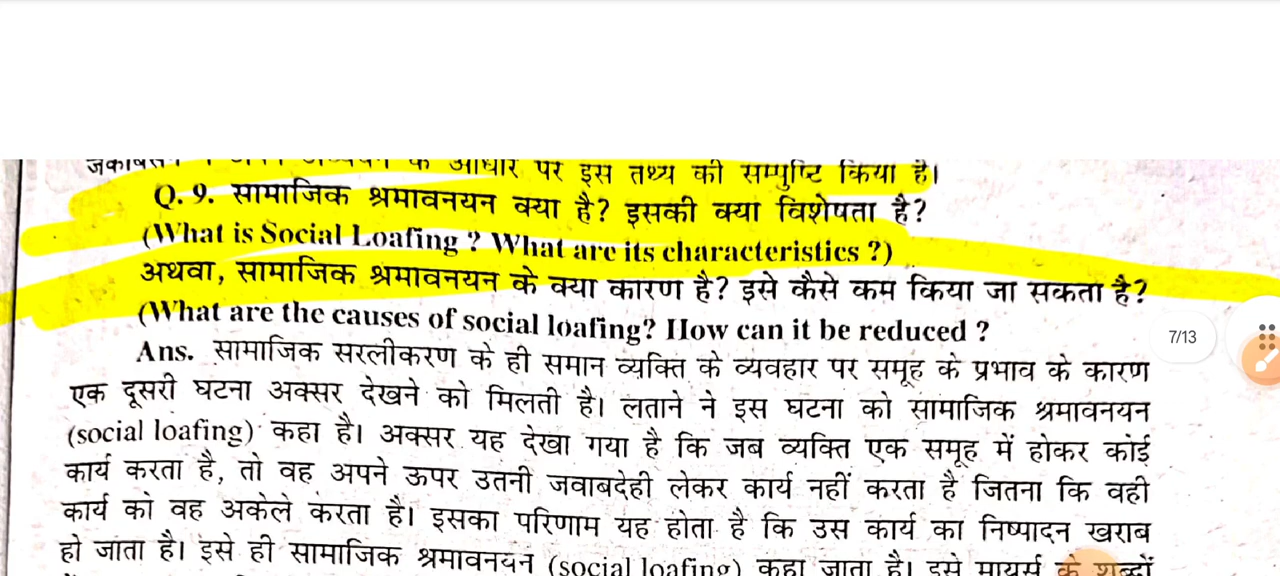 आधार पर इस तथ्य की सम्पुष्टि किया है।
Q. 9. सामाजिक श्रमावनयन क्या है? इसकी क्या विशेषता है?
(What is Social Loafing ? What are its characteristics ?)
अथवा, सामाजिक श्रमावनयन के क्या कारण है? इसे कैसे कम किया जा सकता है?
(What are the causes of social loafing? How can it be reduced ?
7/13
Ans. सामाजिक सरलीकरण के ही समान व्यक्ति के व्यवहार पर समूह के प्रभाव के कारण
एक दूसरी घटना अक्सर देखने को मिलती है। लताने ने इस घटना को सामाजिक श्रमावनयन
(social loafing) कहा है। अक्सर यह देखा गया है कि जब व्यक्ति एक समूह में होकर कोई
कार्य करता है, तो वह अपने ऊपर उतनी जवाबदेही लेकर कार्य नहीं करता है जितना कि वही
कार्य को वह अकेले करता है। इसका परिणाम यह होता है कि उस कार्य का निष्पादन खराब
हो जाता है। इसे ही सामाजिक श्रमावनयन (social loafing) कहा जाता है। इसे मायर्स के शब्दों